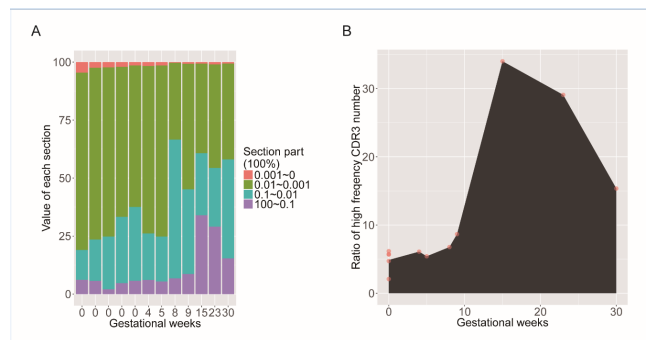 A
100
75
50
25
0
Value of each section
0 0 0 0 0 4 5 8 9 15 23 30
Gestational weeks
Section part
(100%)
0.001~0
0.01~0.001
0.1~0.01
100~0.1
B
30
20
10
0
Ratio of high freqency CDR3 number
0 10 20 30
Gestational weeks